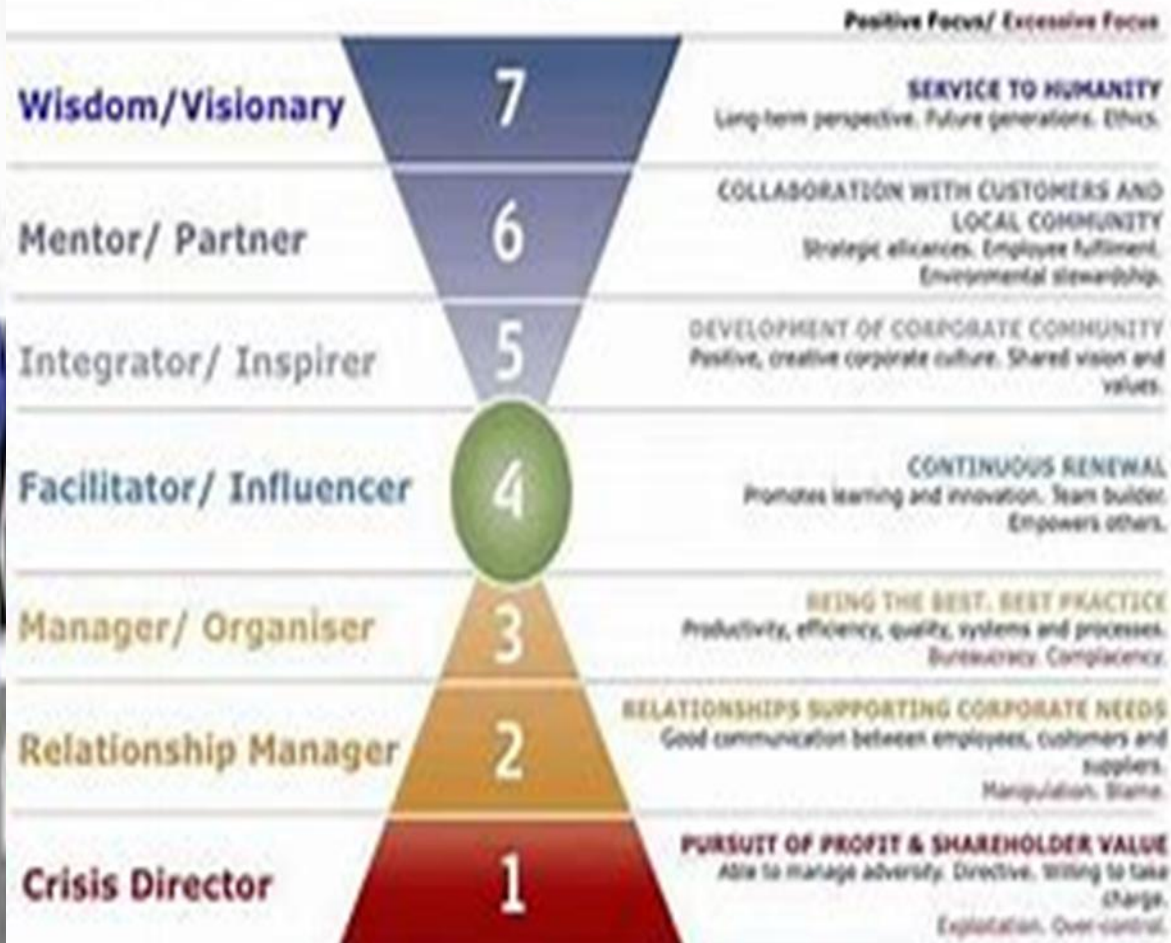 Positive Focus/ Excessive Focus
Wisdom/Visionary
7
SERVICE TO HUMANITY
Long-term perspective. Future generations. Ethics.
Mentor/ Partner
6
COLLABORATION WITH CUSTOMERS AND
LOCAL COMMUNITY
Strategic alicances. Employee fulfilment.
Environmental stewardship.
Integrator/ Inspirer
5
DEVELOPMENT OF CORPORATE COMMUNITY
Positive, creative corporate culture. Shared vision and
values.
Facilitator/ Influencer
4
CONTINUOUS RENEWAL
Promotes learning and innovation. Team builder.
Empowers others.
Manager/ Organiser
3
BEING THE BEST. BEST PRACTICE
Productivity, efficiency, quality, systems and processes.
Bureaucracy. Complacency.
Relationship Manager
2
RELATIONSHIPS SUPPORTING CORPORATE NEEDS
Good communication between employees, customers and
suppliers.
Manipulation. Blame.
Crisis Director
1
PURSUIT OF PROFIT & SHAREHOLDER VALUE
Able to manage adversity. Directive. Willing to take
charge.
Exploitation. Over-control.